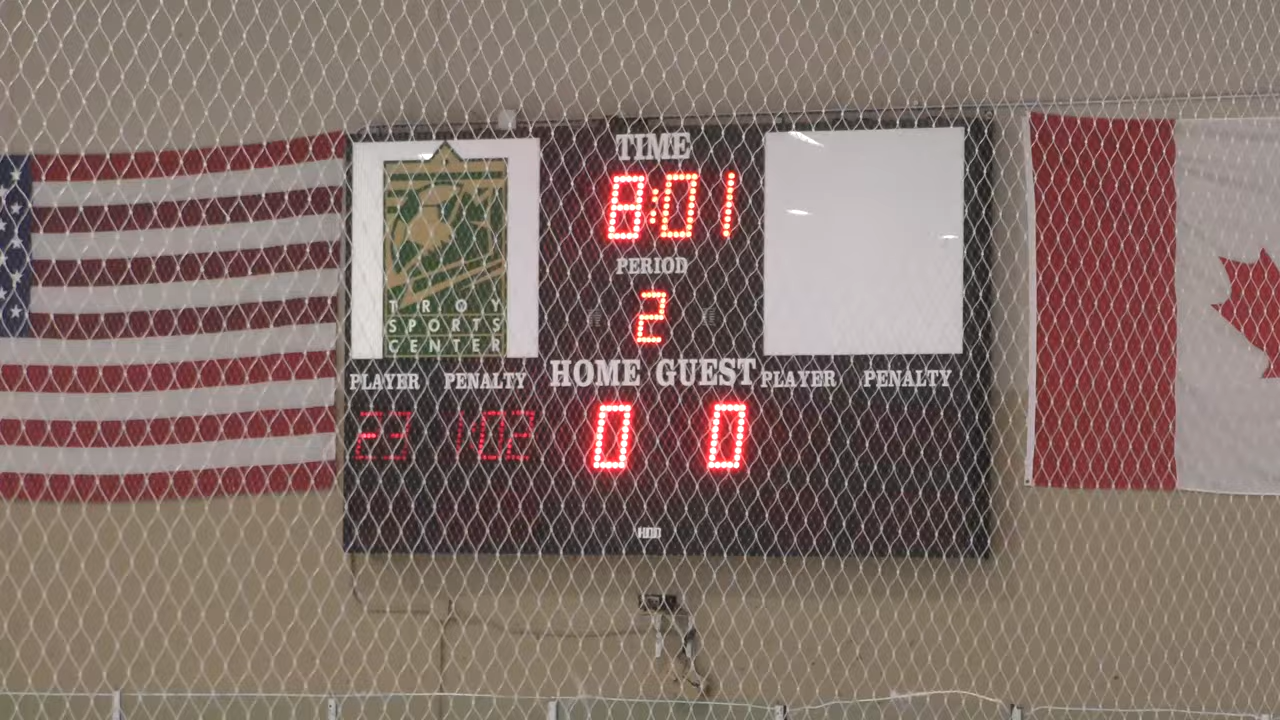 TIME
8:01
PERIOD
2
TROY
SPORTS
CENTER
HOME GUEST
0 0
PLAYER PENALTY
23 1:02
PLAYER PENALTY